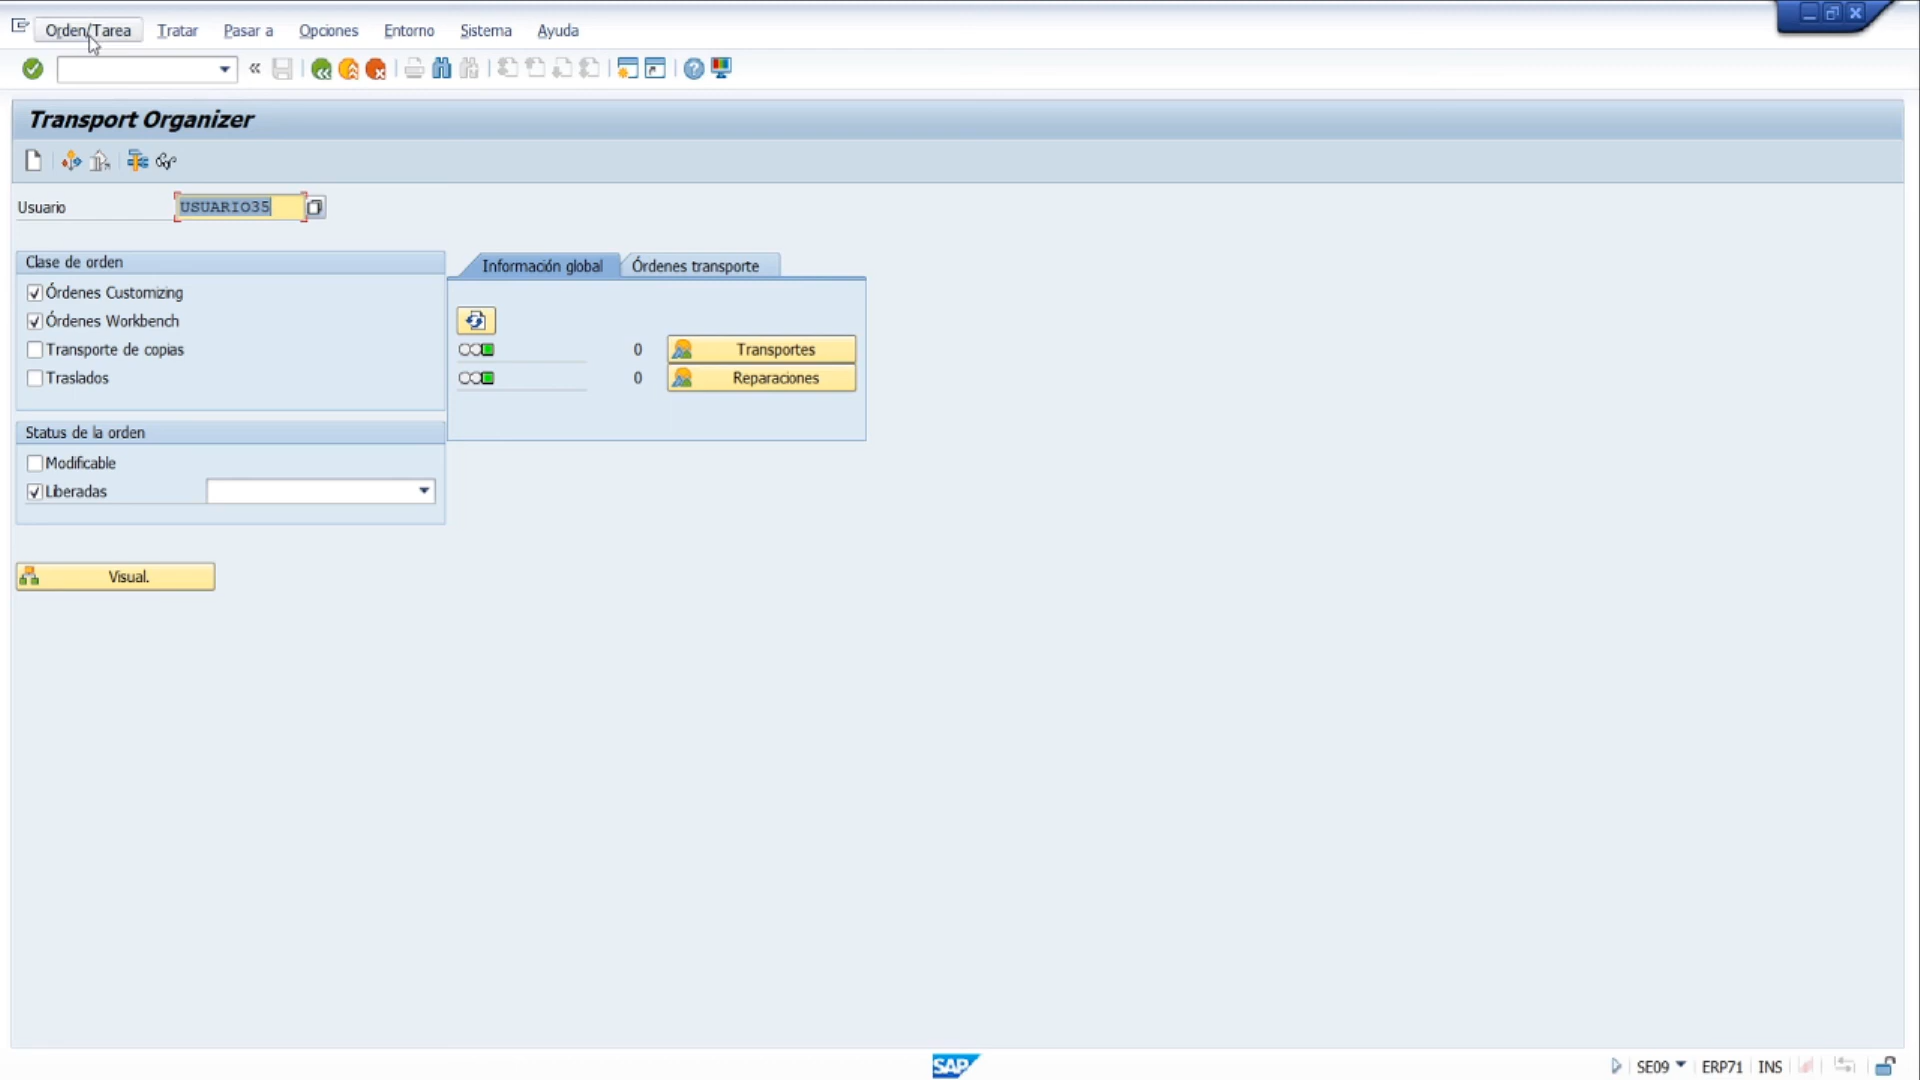 Orden/Tarea Tratar Pasar a Opciones Entorno Sistema Ayuda
Transport Organizer
Usuario USUARIO35
Clase de orden
Órdenes Customizing
Órdenes Workbench
Transporte de copias
Traslados
Status de la orden
Modificable
Liberadas
Visual.
Información global Órdenes transporte
0 Transportes
0 Reparaciones
SAP SE09 ERP71 INS